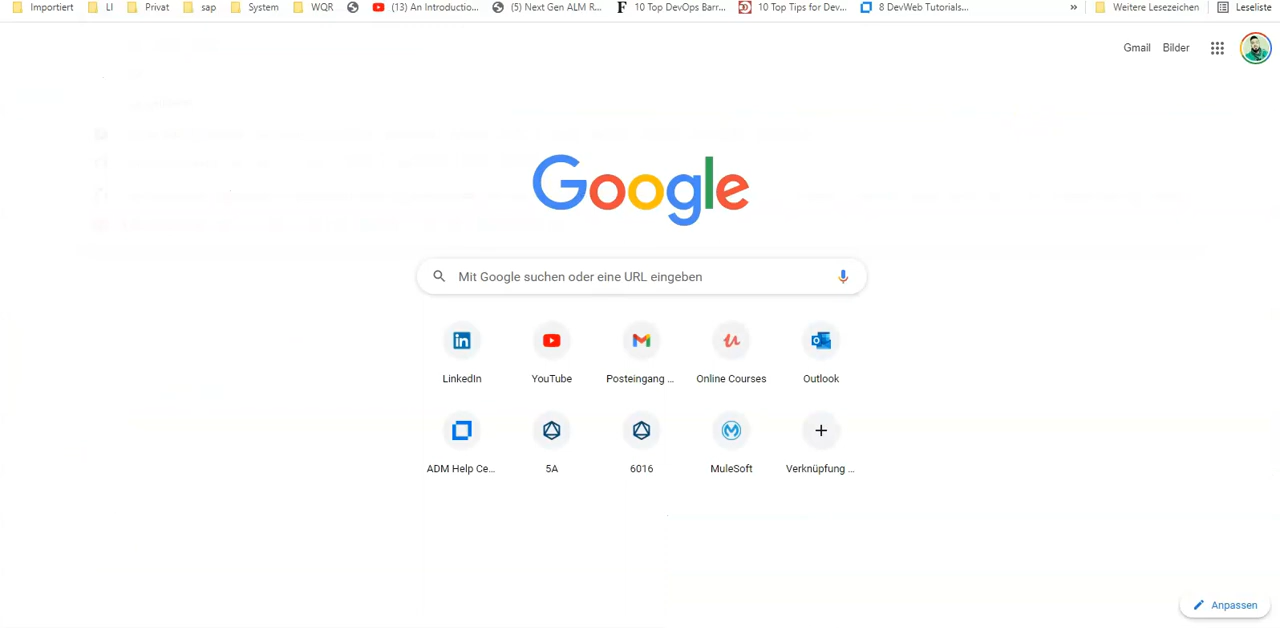 Importiert LI Privat sap System WQR (13) An Introductio... (5) Next Gen ALM R... 10 Top DevOps Barr... 10 Top Tips for Dev... 8 DevWeb Tutorials... » Weitere Lesezeichen Leseliste
Gmail Bilder
Google
Mit Google suchen oder eine URL eingeben
LinkedIn YouTube Posteingang ... Online Courses Outlook
ADM Help Ce... 5A 6016 MuleSoft Verknüpfung ...
Anpassen